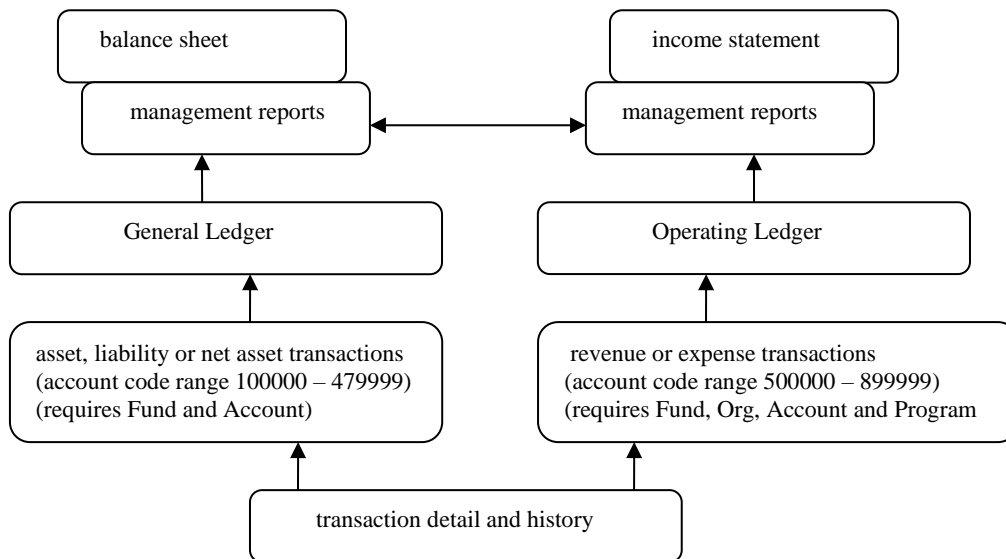 balance sheet
income statement
management reports
management reports
General Ledger
Operating Ledger
asset, liability or net asset transactions
(account code range 100000 – 479999)
(requires Fund and Account)
revenue or expense transactions
(account code range 500000 – 899999)
(requires Fund, Org, Account and Program
transaction detail and history